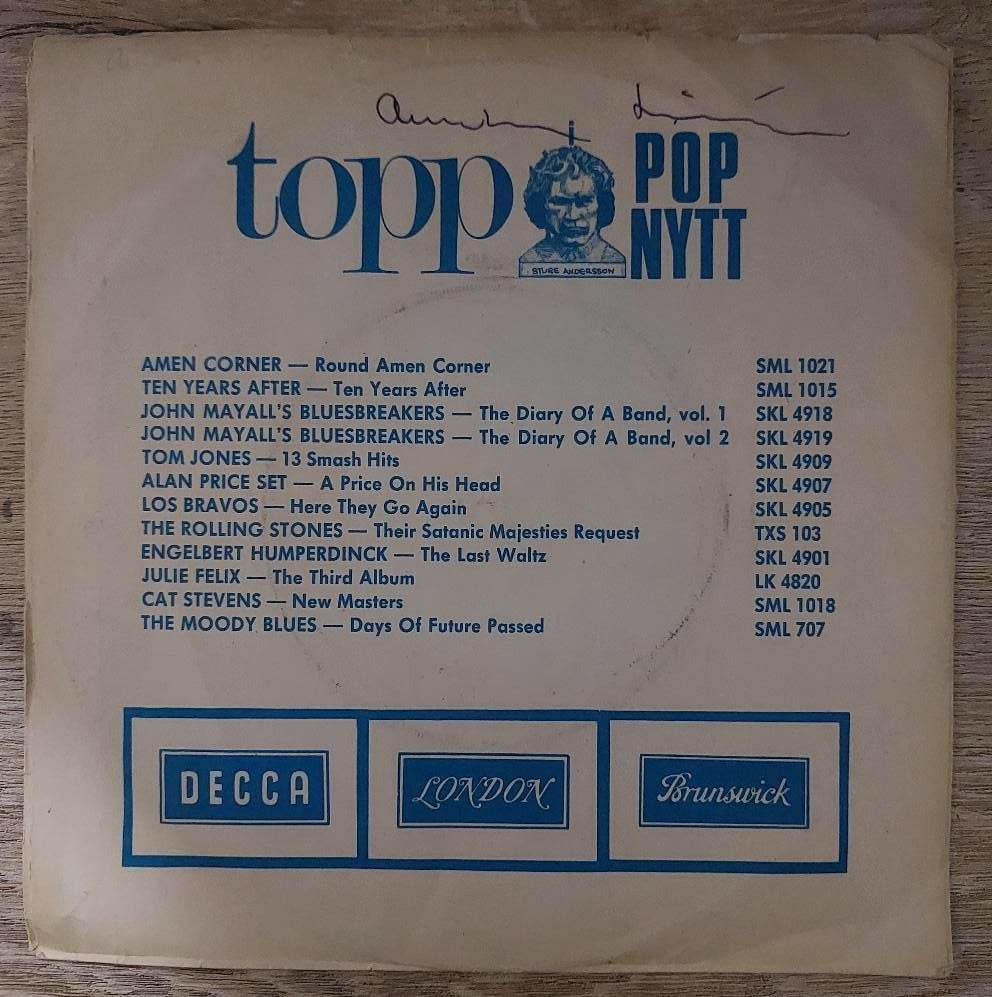 topp i POP
NYTT
STURE ANDERSSON
AMEN CORNER — Round Amen Corner SML 1021
TEN YEARS AFTER — Ten Years After SML 1015
JOHN MAYALL'S BLUESBREAKERS — The Diary Of A Band, vol. 1 SKL 4918
JOHN MAYALL'S BLUESBREAKERS — The Diary Of A Band, vol 2 SKL 4919
TOM JONES — 13 Smash Hits SKL 4909
ALAN PRICE SET — A Price On His Head SKL 4907
LOS BRAVOS — Here They Go Again SKL 4905
THE ROLLING STONES — Their Satanic Majesties Request TXS 103
ENGELBERT HUMPERDINCK — The Last Waltz SKL 4901
JULIE FELIX — The Third Album LK 4820
CAT STEVENS — New Masters SML 1018
THE MOODY BLUES — Days Of Future Passed SML 707
DECCA LONDON Brunswick